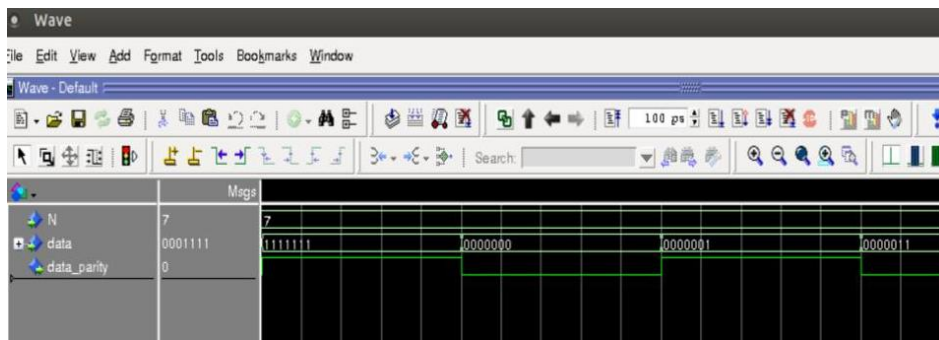 Wave
File Edit View Add Format Tools Bookmarks Window
Wave - Default
100 ps
Search:
Msgs
N 7 7
data 0001111 1111111 0000000 0000001 0000011
data_parity 0